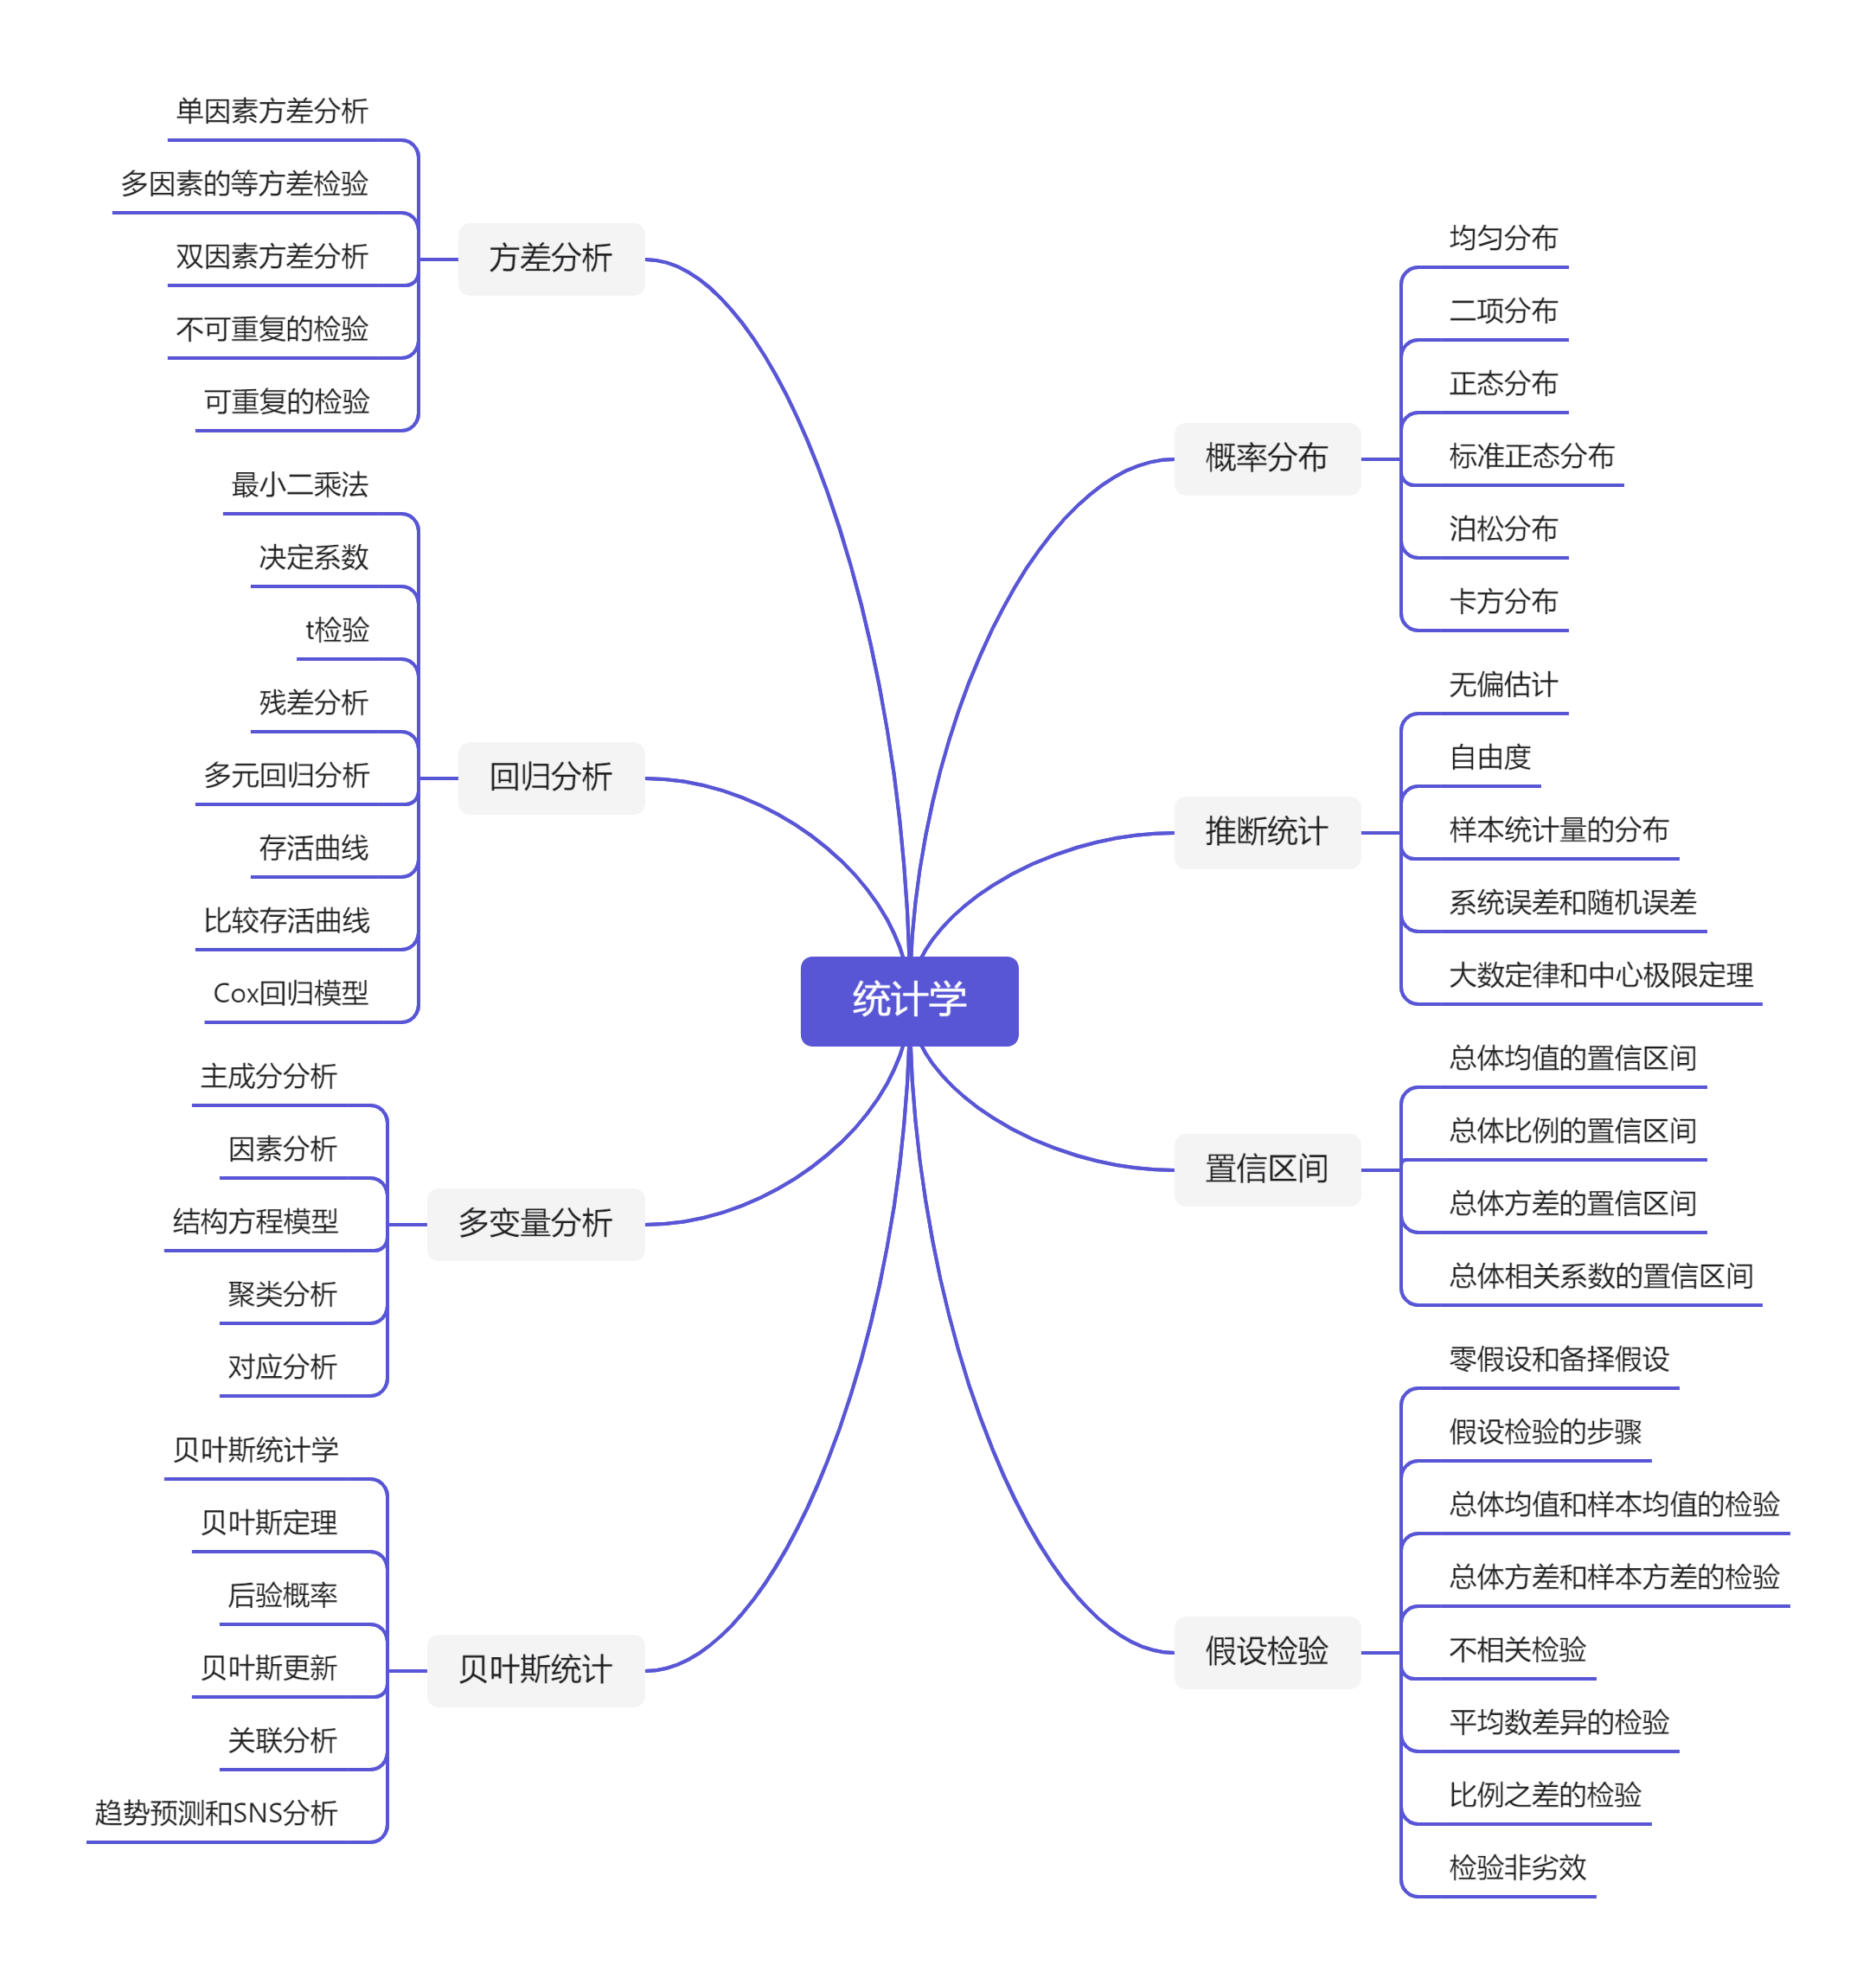 统计学
概率分布
均匀分布
二项分布
正态分布
标准正态分布
泊松分布
卡方分布
推断统计
无偏估计
自由度
样本统计量的分布
系统误差和随机误差
大数定律和中心极限定理
置信区间
总体均值的置信区间
总体比例的置信区间
总体方差的置信区间
总体相关系数的置信区间
假设检验
零假设和备择假设
假设检验的步骤
总体均值和样本均值的检验
总体方差和样本方差的检验
不相关检验
平均数差异的检验
比例之差的检验
检验非劣效
方差分析
单因素方差分析
多因素的等方差检验
双因素方差分析
不可重复的检验
可重复的检验
回归分析
最小二乘法
决定系数
t检验
残差分析
多元回归分析
存活曲线
比较存活曲线
Cox回归模型
多变量分析
主成分分析
因素分析
结构方程模型
聚类分析
对应分析
贝叶斯统计
贝叶斯统计学
贝叶斯定理
后验概率
贝叶斯更新
关联分析
趋势预测和SNS分析